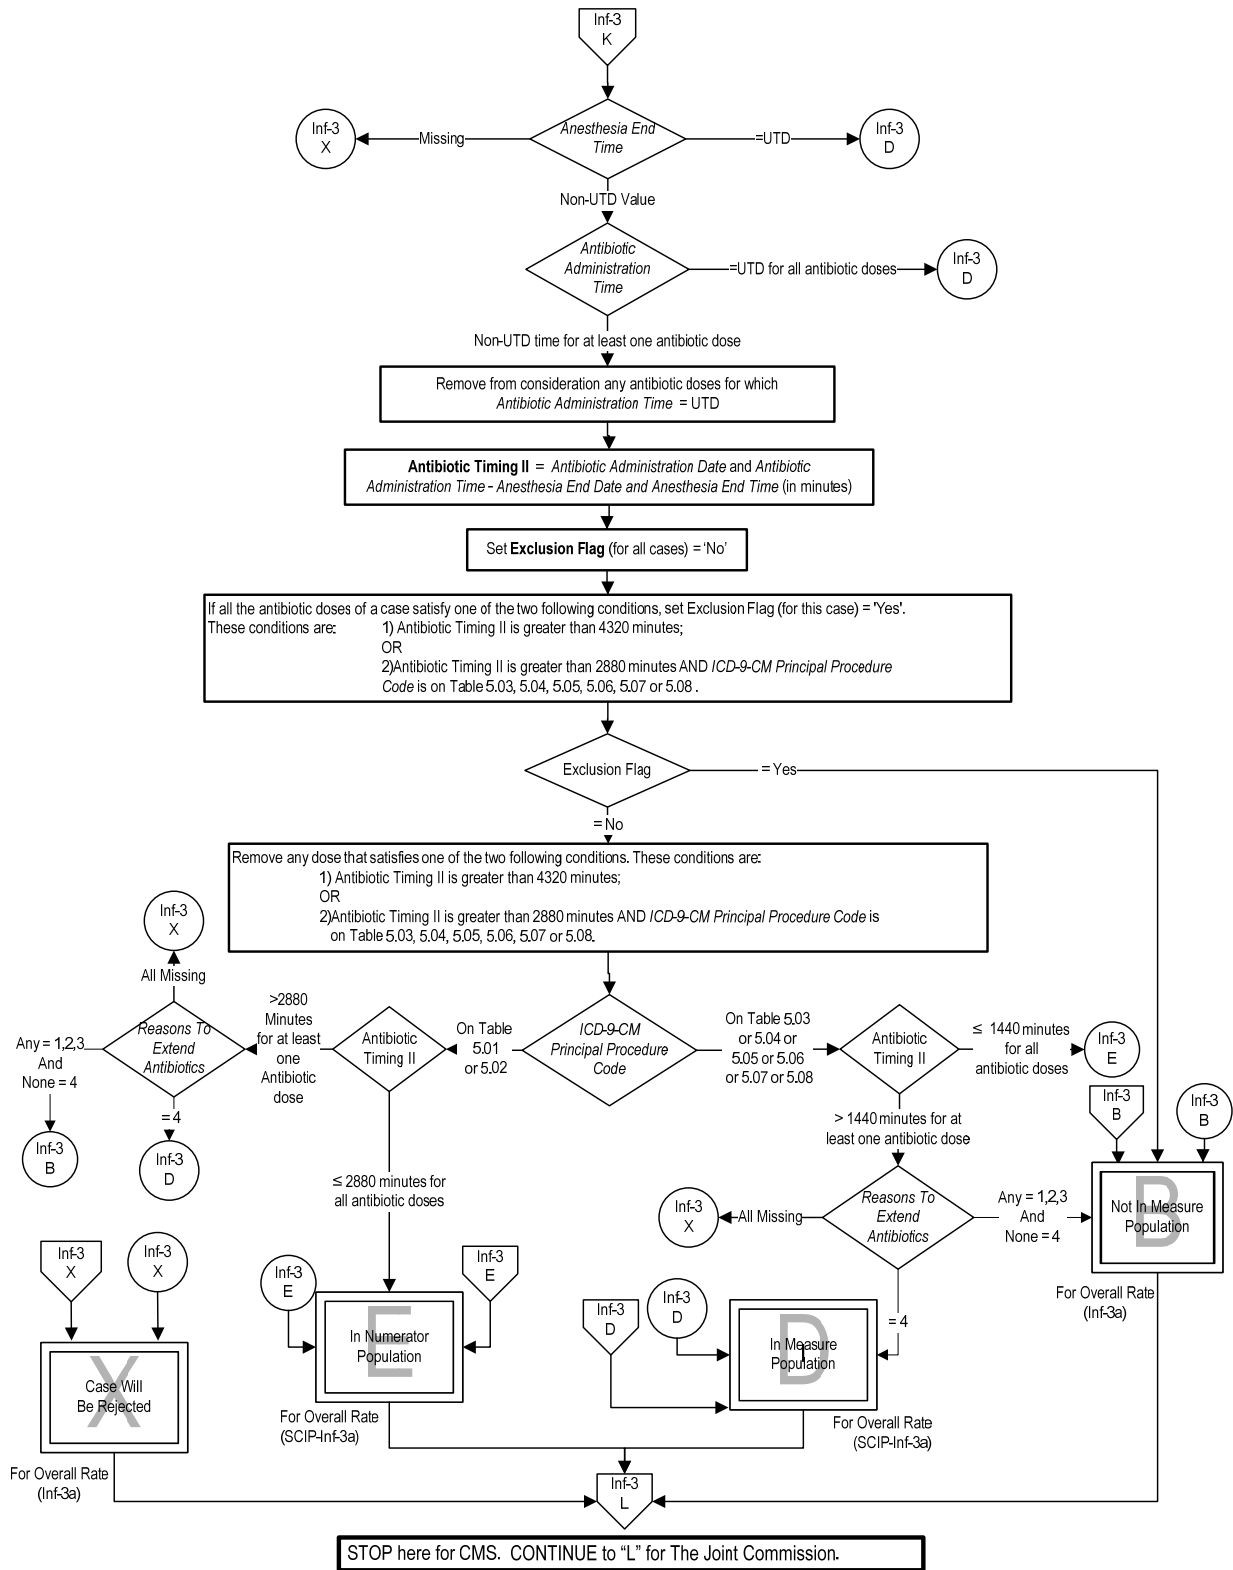 Inf-3
K
Anesthesia End
Time
Missing
Inf-3
X
=UTD
Inf-3
D
Non-UTD Value
Antibiotic
Administration
Time
=UTD for all antibiotic doses
Inf-3
D
Non-UTD time for at least one antibiotic dose
Remove from consideration any antibiotic doses for which
Antibiotic Administration Time = UTD
Antibiotic Timing II = Antibiotic Administration Date and Antibiotic
Administration Time - Anesthesia End Date and Anesthesia End Time (in minutes)
Set Exclusion Flag (for all cases) = 'No'
If all the antibiotic doses of a case satisfy one of the two following conditions, set Exclusion Flag (for this case) = 'Yes'.
These conditions are: 1) Antibiotic Timing II is greater than 4320 minutes;
OR
2)Antibiotic Timing II is greater than 2880 minutes AND ICD-9-CM Principal Procedure
Code is on Table 5.03, 5.04, 5.05, 5.06, 5.07 or 5.08 .
Exclusion Flag
= Yes
= No
Remove any dose that satisfies one of the two following conditions. These conditions are:
1) Antibiotic Timing II is greater than 4320 minutes;
OR
2)Antibiotic Timing II is greater than 2880 minutes AND ICD-9-CM Principal Procedure Code is
on Table 5.03, 5.04, 5.05, 5.06, 5.07 or 5.08.
ICD-9-CM
Principal Procedure
Code
On Table
5.01
or 5.02
Antibiotic
Timing II
>2880
Minutes
for at least
one
Antibiotic
dose
Reasons To
Extend
Antibiotics
All Missing
Inf-3
X
Any = 1,2,3
And
None = 4
Inf-3
B
= 4
Inf-3
D
≤ 2880 minutes for
all antibiotic doses
On Table 5.03
or 5.04 or
5.05 or 5.06
or 5.07 or 5.08
Antibiotic
Timing II
≤ 1440 minutes
for all
antibiotic doses
Inf-3
E
> 1440 minutes for at
least one antibiotic dose
Reasons To
Extend
Antibiotics
All Missing
Inf-3
X
Any = 1,2,3
And
None = 4
= 4
Inf-3
B
Inf-3
B
B
Not In Measure
Population
For Overall Rate
(Inf-3a)
Inf-3
X
Inf-3
X
X
Case Will
Be Rejected
For Overall Rate
(Inf-3a)
Inf-3
E
Inf-3
E
E
In Numerator
Population
For Overall Rate
(SCIP-Inf-3a)
Inf-3
D
Inf-3
D
D
In Measure
Population
For Overall Rate
(SCIP-Inf-3a)
Inf-3
L
STOP here for CMS. CONTINUE to “L” for The Joint Commission.